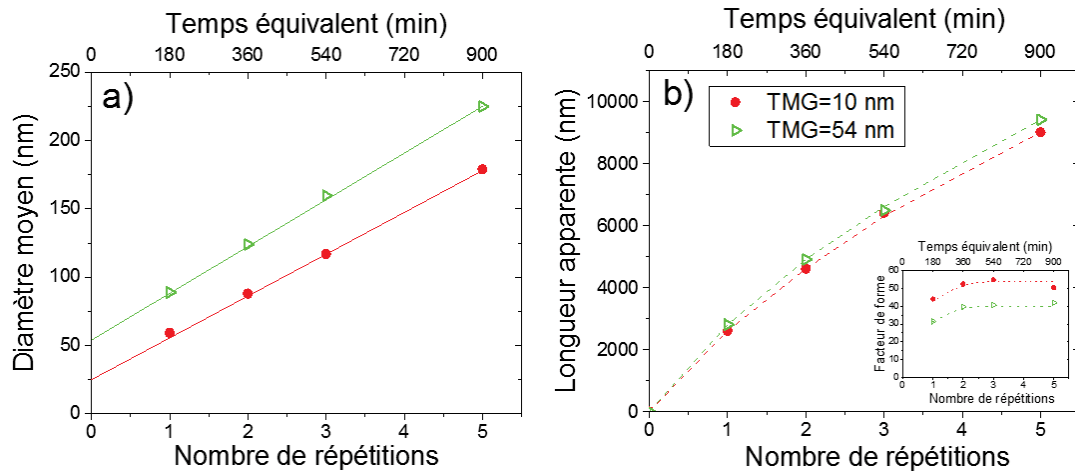 Temps équivalent (min)
0 180 360 540 720 900
a)
Diamètre moyen (nm)
250
200
150
100
50
0
0 1 2 3 4 5
Nombre de répétitions
Temps équivalent (min)
0 180 360 540 720 900
b)
TMG=10 nm
TMG=54 nm
Longueur apparente (nm)
10000
8000
6000
4000
2000
0
0 1 2 3 4 5
Nombre de répétitions
Temps équivalent (min)
0 180 360 540 720 900
Facteur de forme
60
50
40
30
20
10
0
0 1 2 3 5
Nombre de répétitions